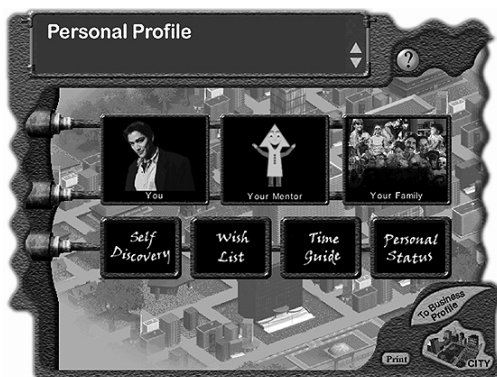 Personal Profile
?
You
Your Mentor
Your Family
Self
Discovery
Wish
List
Time
Guide
Personal
Status
To Business
Profile
Print
CITY